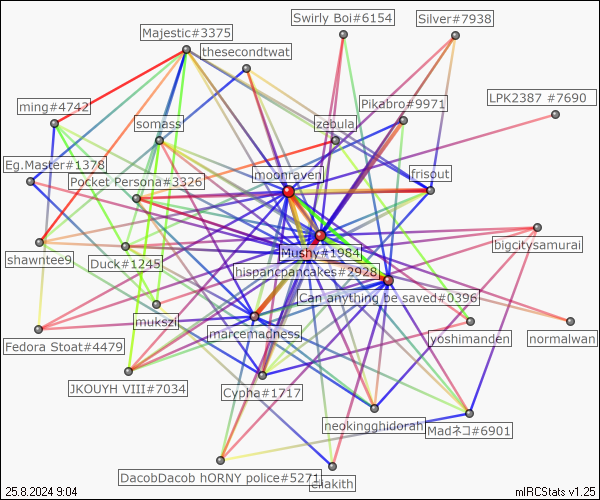 Swirly Boi#6154
Silver#7938
Majestic#3375
thesecondtwat
LPK2387 #7690
Pikabro#9971
ming#4742
somass
zebula
Eg.Master#1378
moonraven
frisout
Pocket Persona#3326
bigcitysamurai
Mushy#1984
shawntee9
Duck#1245
hispanicpancakes#2928
Can anything be saved#0396
mukszi
marcemadness
yoshimanden
normalwan
Fedora Stoat#4479
JKOUYH VIII#7034
Cypha#1717
neokingghidorah
Madネコ#6901
DacobDacob hORNY police#5271
chakith
25.8.2024 9:04
mIRCStats v1.25